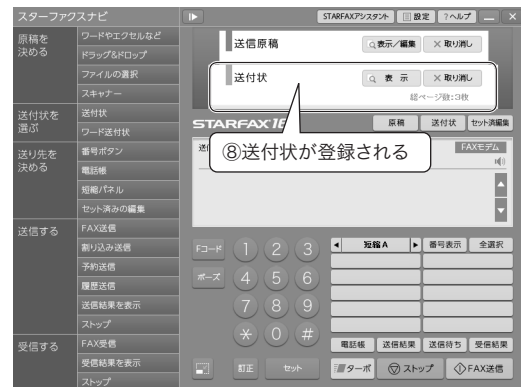 スターファクスナビ
STARFAXアシスタント
設定
?ヘルプ
原稿を
決める
ワードやエクセルなど
ドラッグ&ドロップ
ファイルの選択
スキャナー
送付状を
選ぶ
送付状
ワード送付状
送り先を
決める
番号ボタン
電話帳
短縮パネル
セット済みの編集
送信する
FAX送信
割り込み送信
予約送信
履歴送信
送信結果を表示
ストップ
受信する
FAX受信
受信結果を表示
ストップ
送信原稿
表示/編集
×取り消し
送付状
表示
×取り消し
総ページ数:3枚
STARFAX 16
原稿
送付状
セット済編集
⑧送付状が登録される
FAXモデム
Fコード
1 2 3
短縮A
番号表示
全選択
ポーズ
4 5 6
7 8 9
* 0 #
電話帳
送信結果
送信待ち
受信結果
訂正
セット
ターボ
ストップ
FAX送信